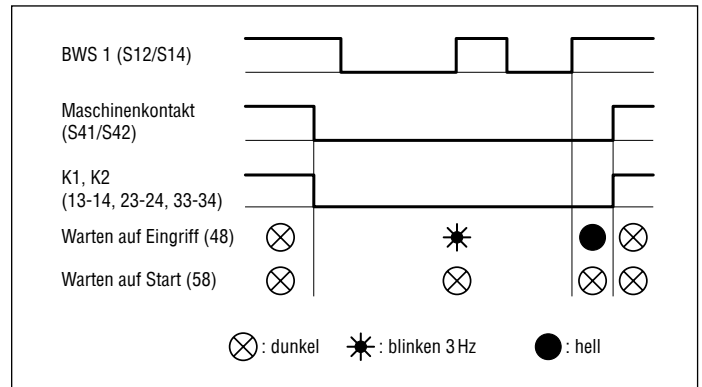 BWS 1 (S12/S14)
Maschinenkontakt
(S41/S42)
K1, K2
(13-14, 23-24, 33-34)
Warten auf Eingriff (48)
Warten auf Start (58)
: dunkel : blinken 3 Hz : hell